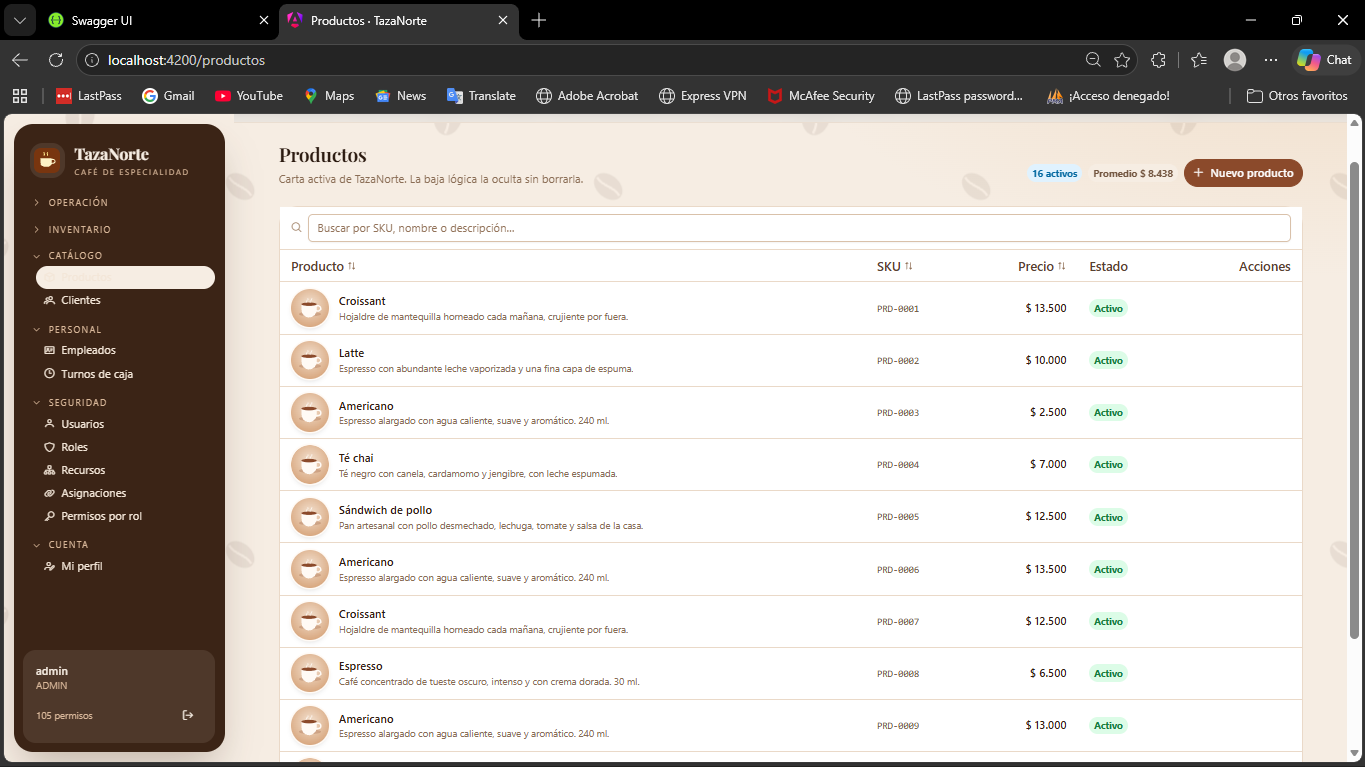 Swagger UI
Productos · TazaNorte
localhost:4200/productos
Chat
LastPass
Gmail
YouTube
Maps
News
Translate
Adobe Acrobat
Express VPN
McAfee Security
LastPass password...
¡Acceso denegado!
Otros favoritos
TazaNorte
CAFÉ DE ESPECIALIDAD
OPERACIÓN
INVENTARIO
CATÁLOGO
Productos
Clientes
PERSONAL
Empleados
Turnos de caja
SEGURIDAD
Usuarios
Roles
Recursos
Asignaciones
Permisos por rol
CUENTA
Mi perfil
admin
ADMIN
105 permisos
Productos
Carta activa de TazaNorte. La baja lógica la oculta sin borrarla.
16 activos
Promedio $ 8.438
+ Nuevo producto
Buscar por SKU, nombre o descripción...
Producto SKU Precio Estado Acciones
Croissant
Hojaldre de mantequilla horneado cada mañana, crujiente por fuera.
PRD-0001 $ 13.500 Activo
Latte
Espresso con abundante leche vaporizada y una fina capa de espuma.
PRD-0002 $ 10.000 Activo
Americano
Espresso alargado con agua caliente, suave y aromático. 240 ml.
PRD-0003 $ 2.500 Activo
Té chai
Té negro con canela, cardamomo y jengibre, con leche espumada.
PRD-0004 $ 7.000 Activo
Sándwich de pollo
Pan artesanal con pollo desmechado, lechuga, tomate y salsa de la casa.
PRD-0005 $ 12.500 Activo
Americano
Espresso alargado con agua caliente, suave y aromático. 240 ml.
PRD-0006 $ 13.500 Activo
Croissant
Hojaldre de mantequilla horneado cada mañana, crujiente por fuera.
PRD-0007 $ 12.500 Activo
Espresso
Café concentrado de tueste oscuro, intenso y con crema dorada. 30 ml.
PRD-0008 $ 6.500 Activo
Americano
Espresso alargado con agua caliente, suave y aromático. 240 ml.
PRD-0009 $ 13.000 Activo